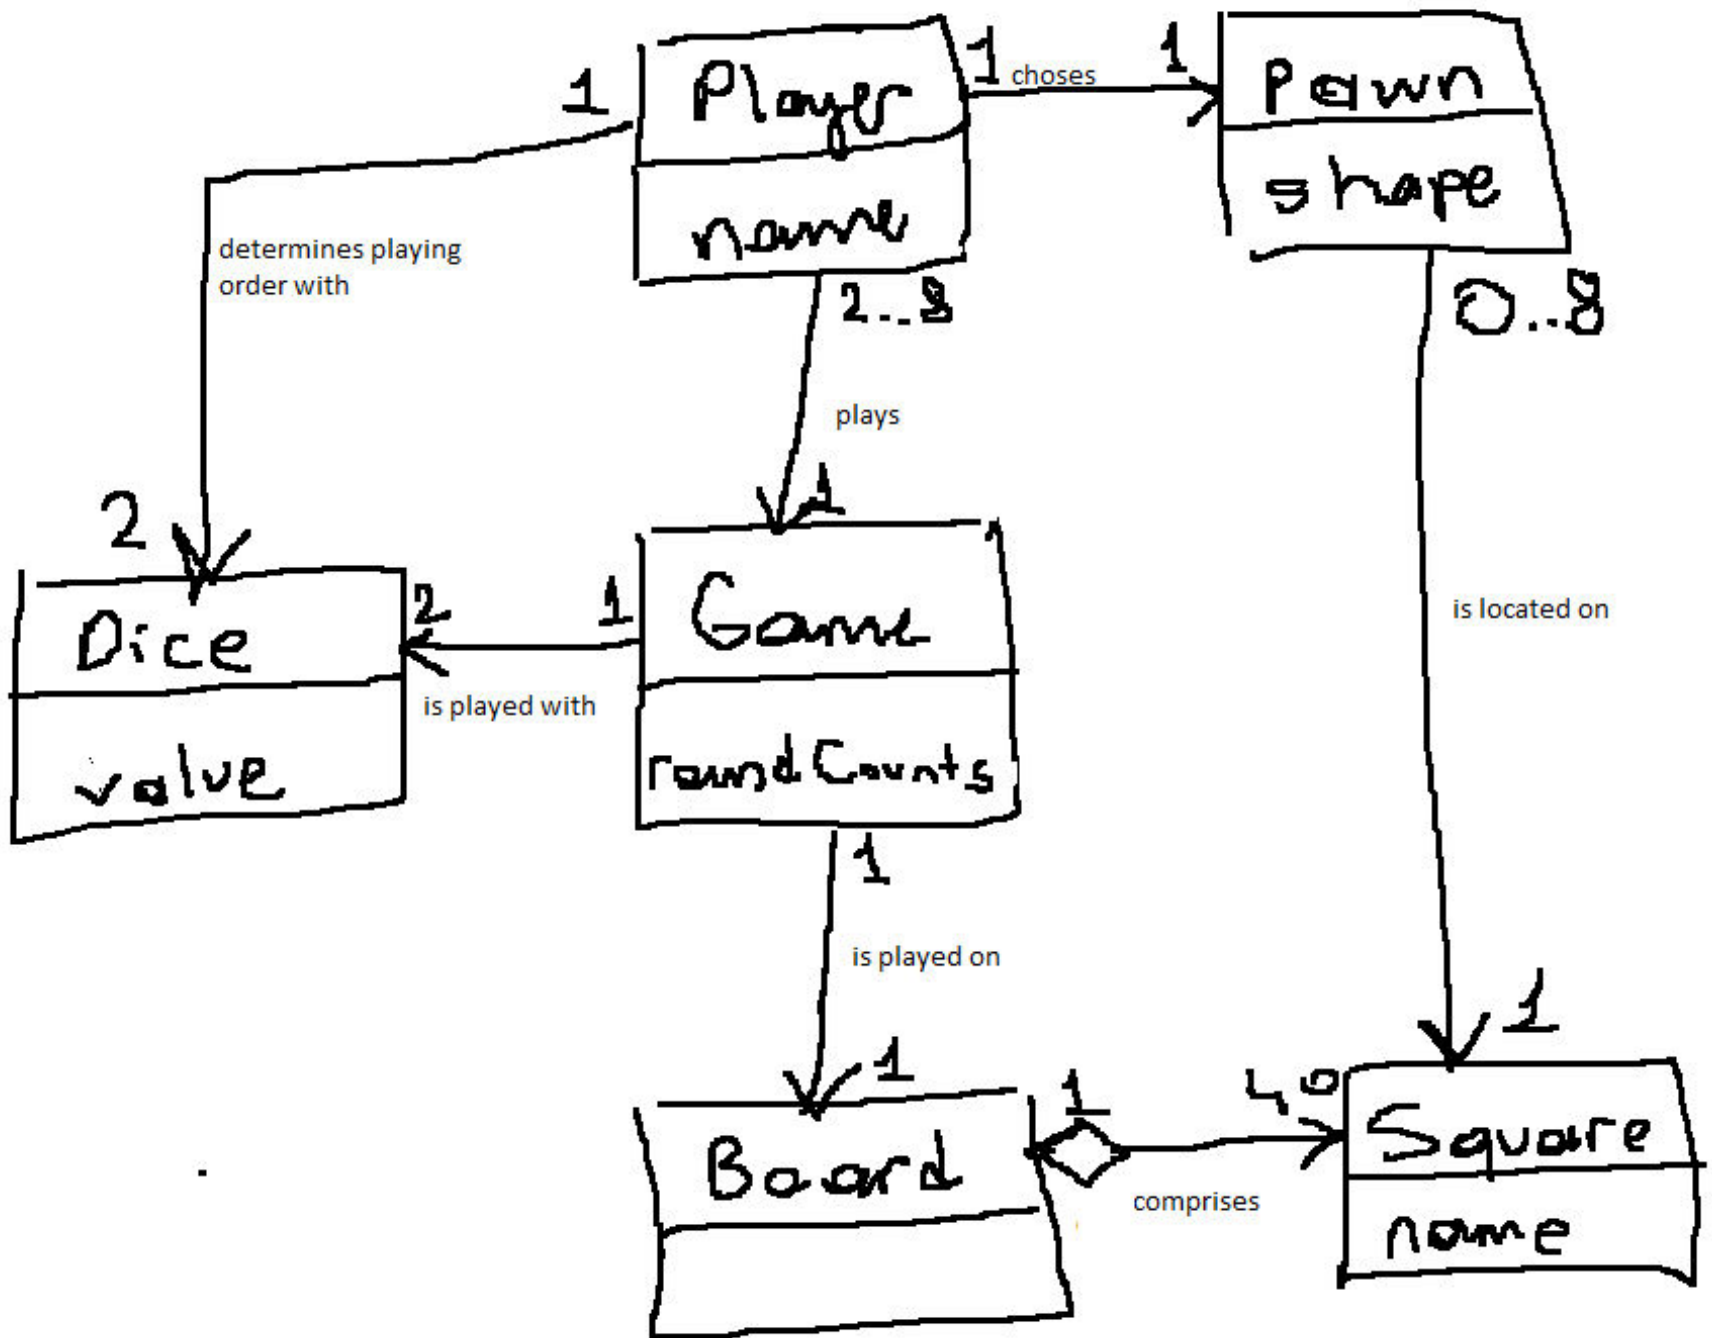 1
Player
1
choses
1
Pawn
name
shape
determines playing
order with
2..8
0..8
plays
2
1
Dice
2
1
Game
is located on
value
is played with
roundCounts
1
is played on
1
1
Board
1
comprises
40
Square
name